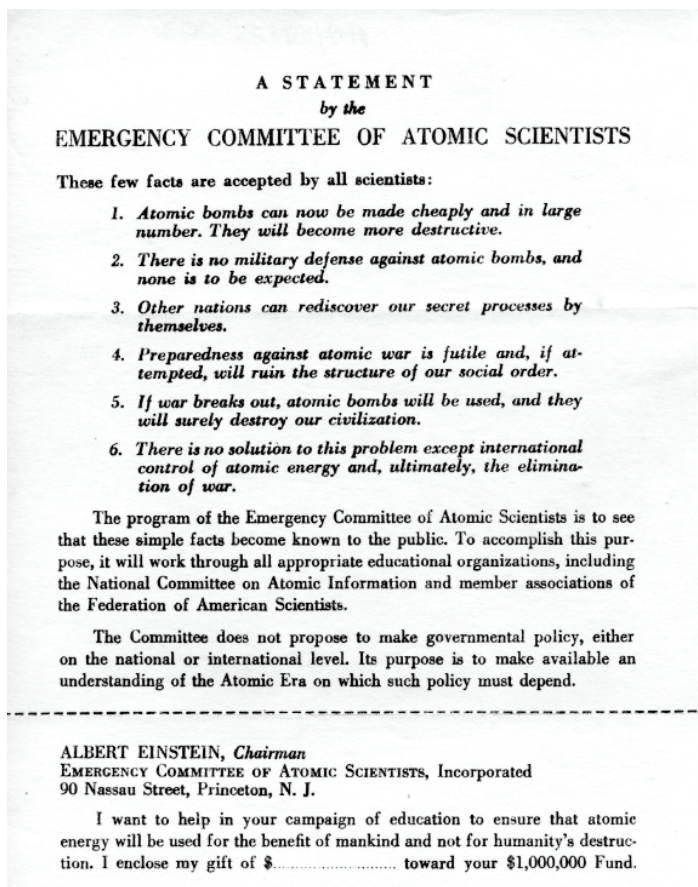 A STATEMENT
by the
EMERGENCY COMMITTEE OF ATOMIC SCIENTISTS
These few facts are accepted by all scientists:
1. Atomic bombs can now be made cheaply and in large
number. They will become more destructive.
2. There is no military defense against atomic bombs, and
none is to be expected.
3. Other nations can rediscover our secret processes by
themselves.
4. Preparedness against atomic war is futile and, if at-
tempted, will ruin the structure of our social order.
5. If war breaks out, atomic bombs will be used, and they
will surely destroy our civilization.
6. There is no solution to this problem except international
control of atomic energy and, ultimately, the elimina-
tion of war.
The program of the Emergency Committee of Atomic Scientists is to see
that these simple facts become known to the public. To accomplish this pur-
pose, it will work through all appropriate educational organizations, including
the National Committee on Atomic Information and member associations of
the Federation of American Scientists.
The Committee does not propose to make governmental policy, either
on the national or international level. Its purpose is to make available an
understanding of the Atomic Era on which such policy must depend.
ALBERT EINSTEIN, Chairman
EMERGENCY COMMITTEE OF ATOMIC SCIENTISTS, Incorporated
90 Nassau Street, Princeton, N. J.
I want to help in your campaign of education to ensure that atomic
energy will be used for the benefit of mankind and not for humanity's destruc-
tion. I enclose my gift of $.......................... toward your $1,000,000 Fund.